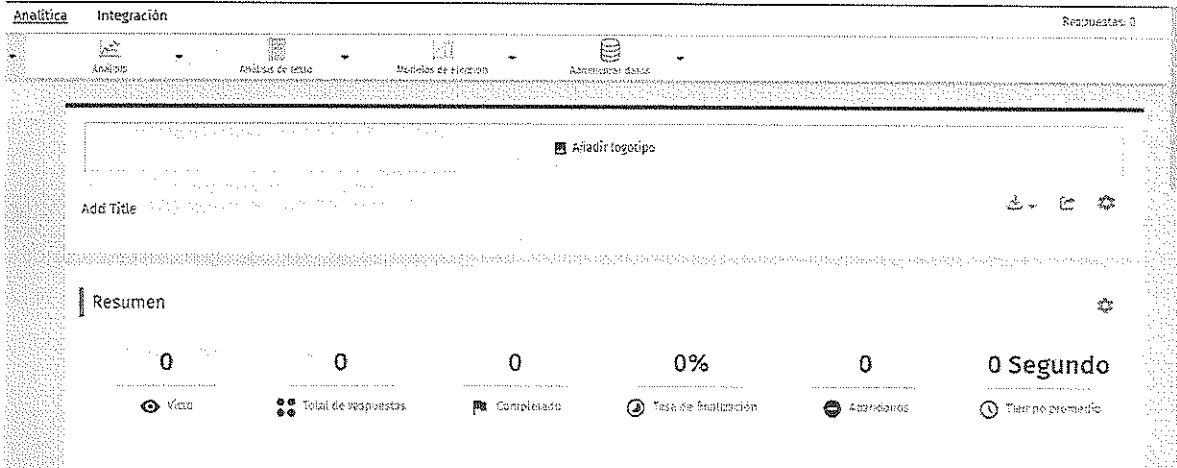 Analítica Integración
Respuestas: 0
Análisis Análisis de texto Modelos de elección Administrar datos
Añadir logotipo
Add Title
Resumen
0 0 0 0% 0 0 Segundo
Visto Total de respuestas Completado Tasa de finalización Abandonos Tiempo promedio